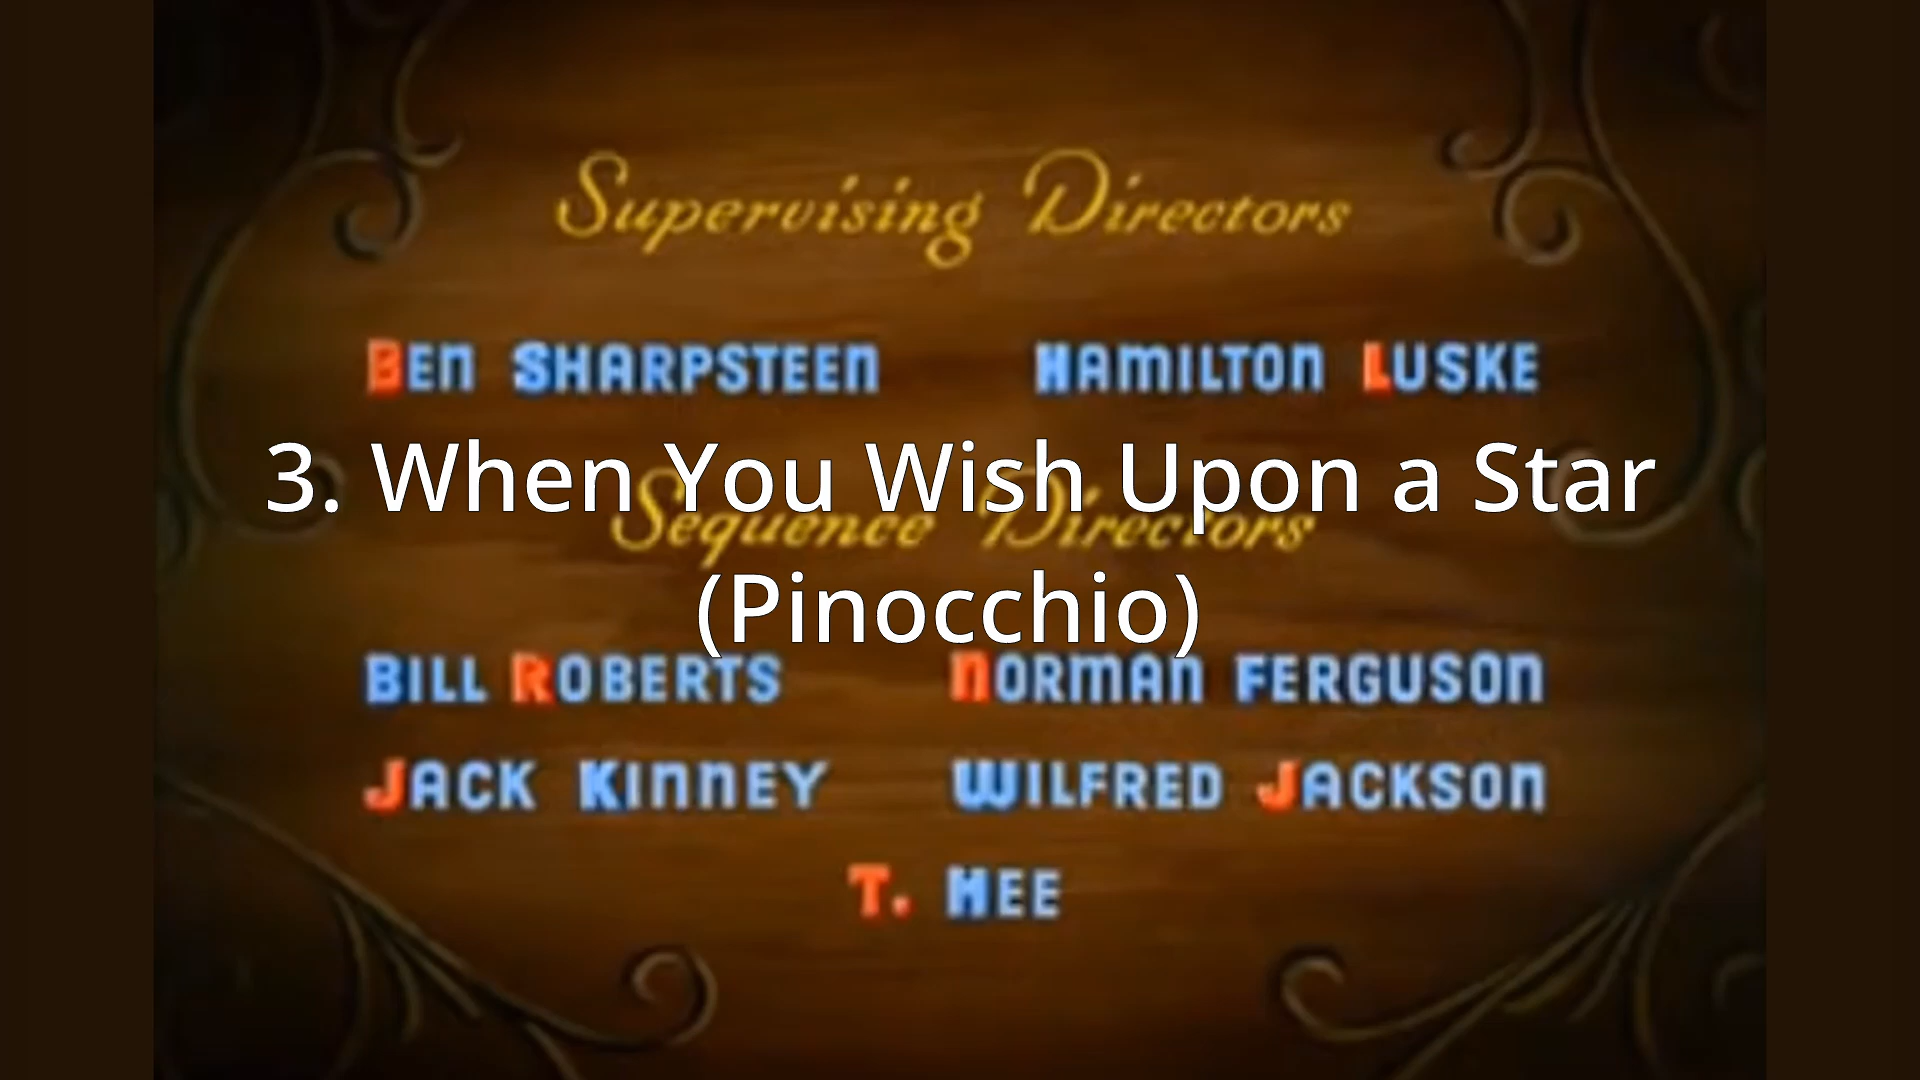 Supervising Directors
BEN SHARPSTEEN HAMILTON LUSKE
3. When You Wish Upon a Star
Sequence Directors
(Pinocchio)
BILL ROBERTS NORMAN FERGUSON
JACK KINNEY WILFRED JACKSON
T. HEE